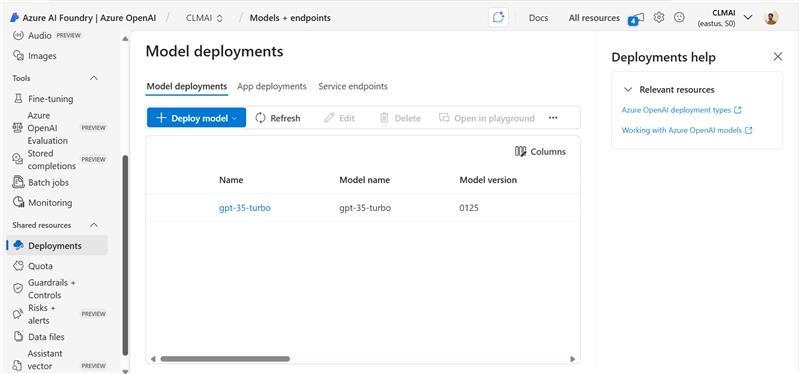 Azure AI Foundry | Azure OpenAI / CLMAI / Models + endpoints Docs All resources 4 CLMAI (eastus, S0)
Audio PREVIEW
Images
Tools
Fine-tuning
Azure OpenAI Evaluation PREVIEW
Stored completions PREVIEW
Batch jobs
Monitoring
Shared resources
Deployments
Quota
Guardrails + Controls
Risks + alerts PREVIEW
Data files
Assistant vector PREVIEW
Model deployments
Model deployments App deployments Service endpoints
+ Deploy model Refresh Edit Delete Open in playground ...
Columns
Name Model name Model version
gpt-35-turbo gpt-35-turbo 0125
Deployments help
Relevant resources
Azure OpenAI deployment types
Working with Azure OpenAI models